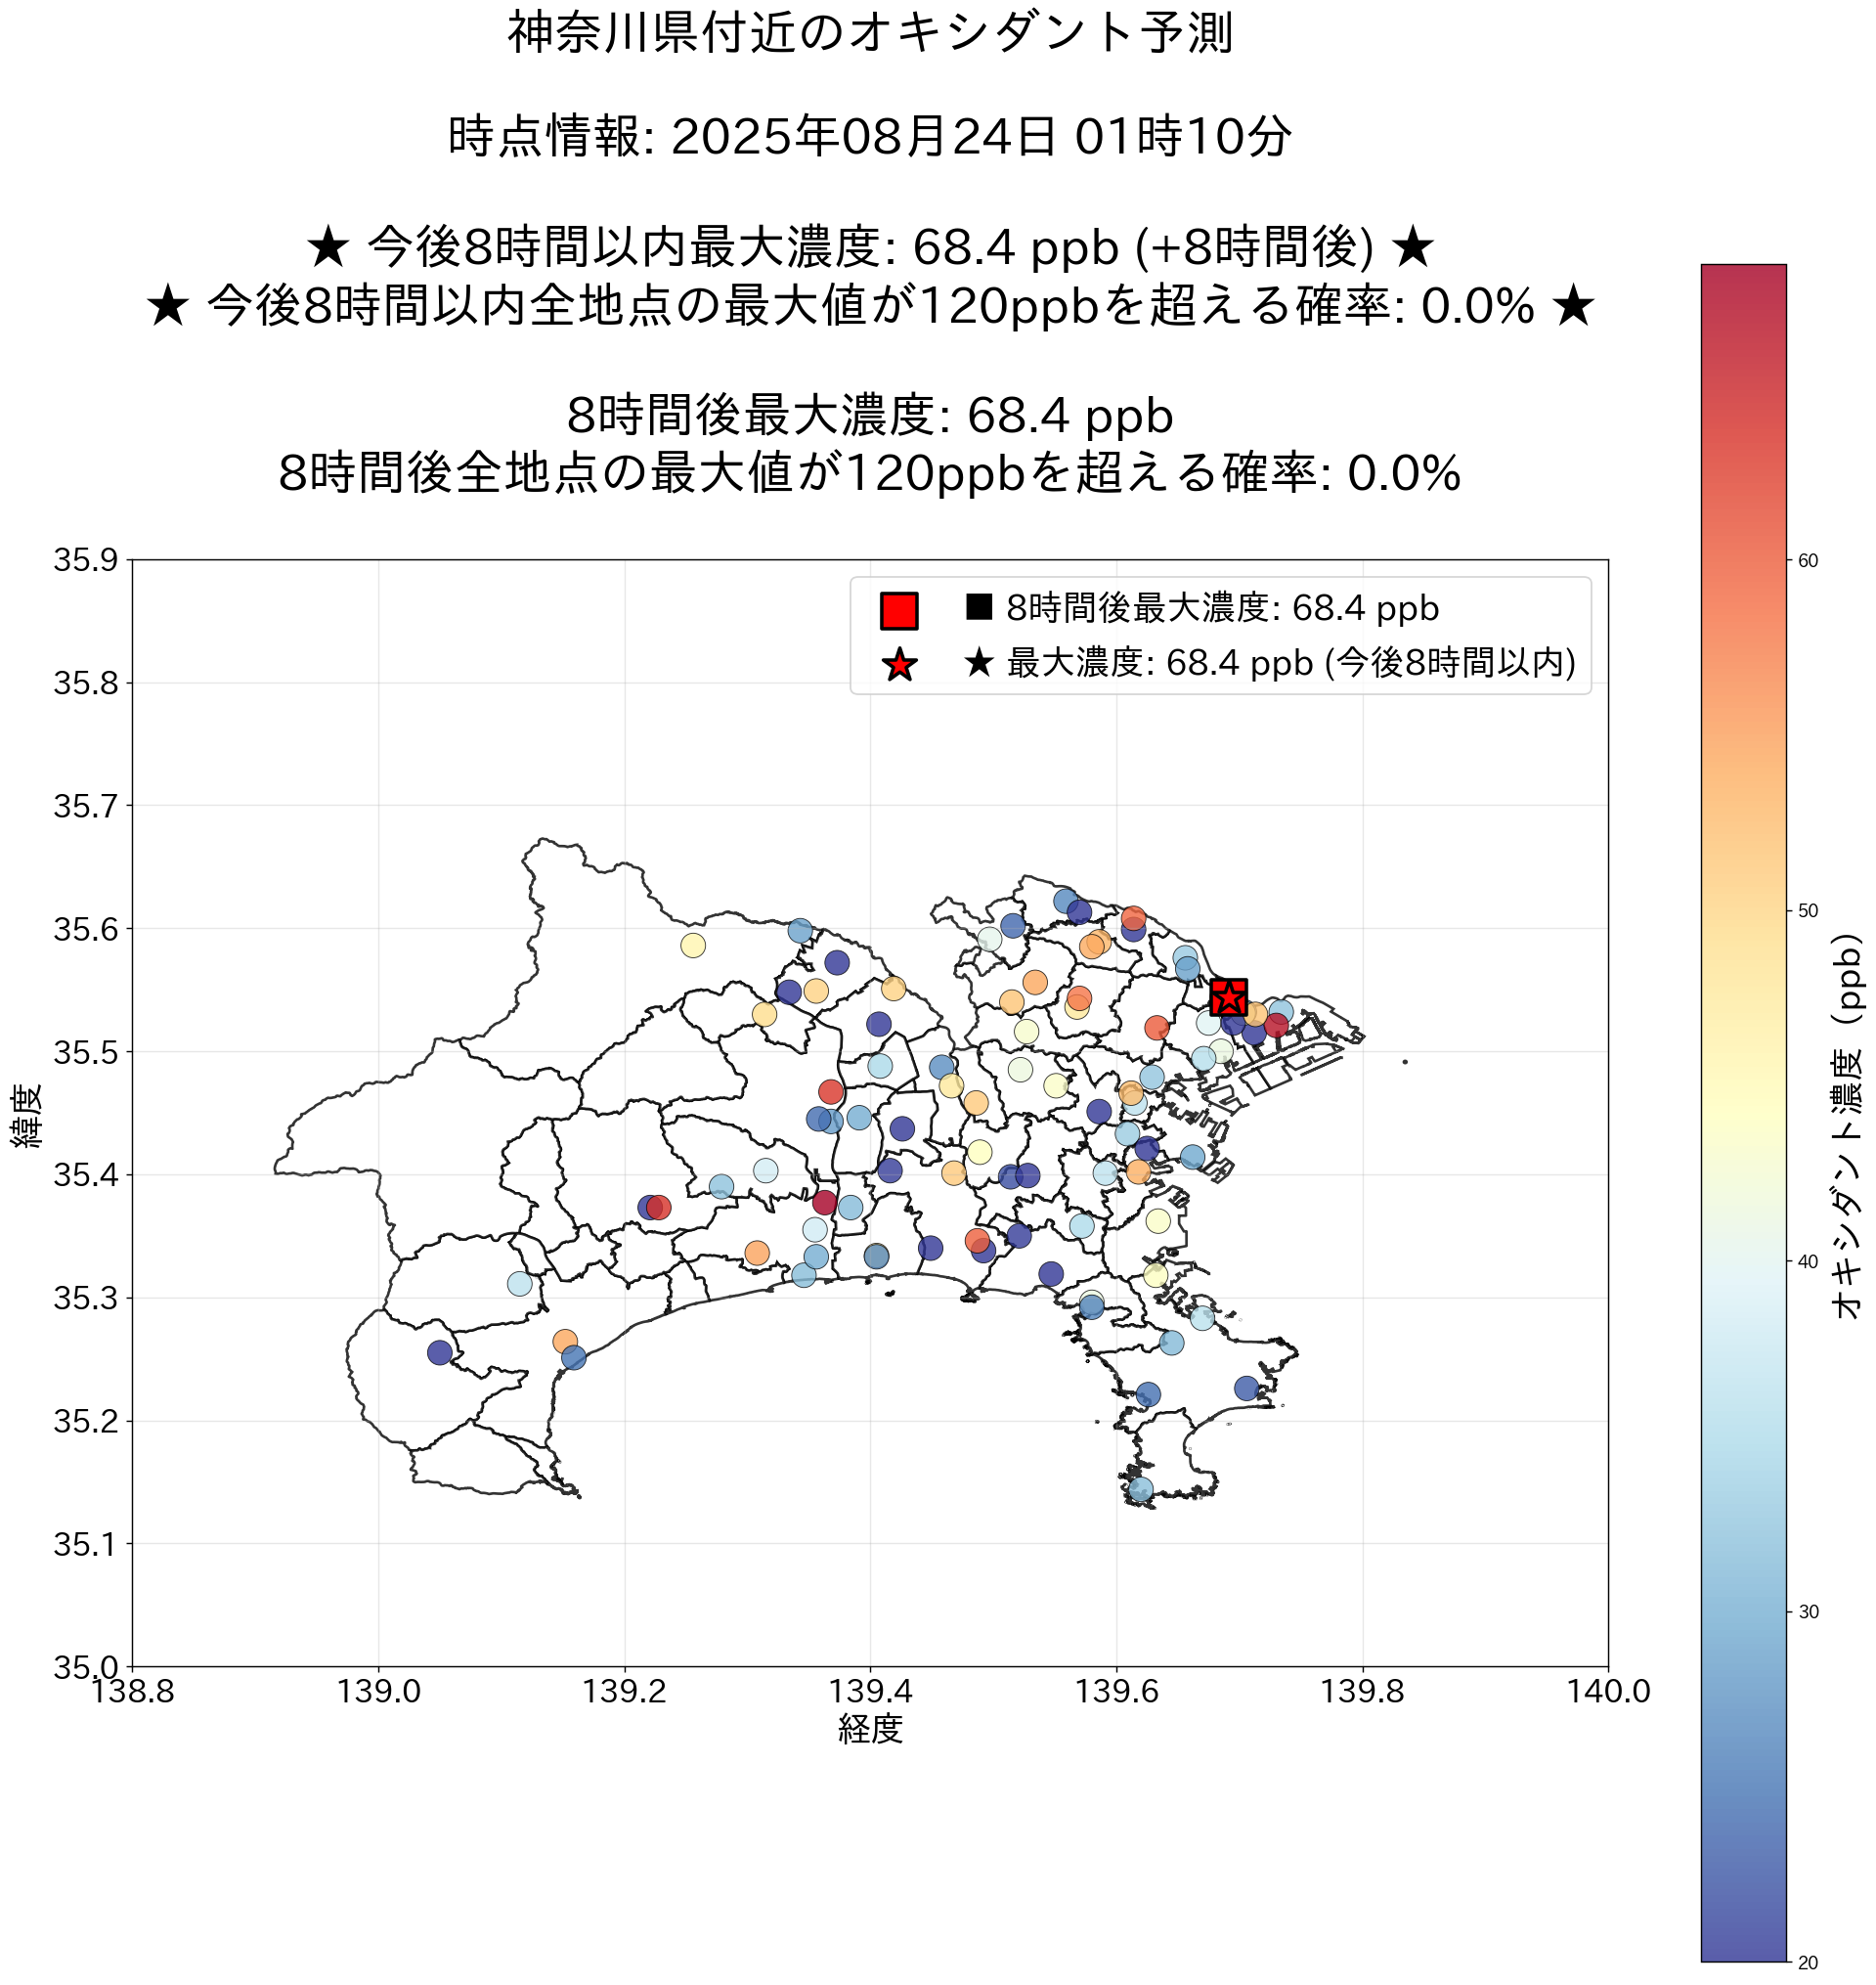 神奈川県付近のオキシダント予測
時点情報: 2025年08月24日 01時10分
★ 今後8時間以内最大濃度: 68.4 ppb (+8時間後) ★
★ 今後8時間以内全地点の最大値が120ppbを超える確率: 0.0% ★
8時間後最大濃度: 68.4 ppb
8時間後全地点の最大値が120ppbを超える確率: 0.0%
■ 8時間後最大濃度: 68.4 ppb
★ 最大濃度: 68.4 ppb (今後8時間以内)
35.9
35.8
35.7
35.6
35.5
35.4
35.3
35.2
35.1
35.0
緯度
138.8 139.0 139.2 139.4 139.6 139.8 140.0
経度
60
50
40
30
20
オキシダント濃度（ppb）